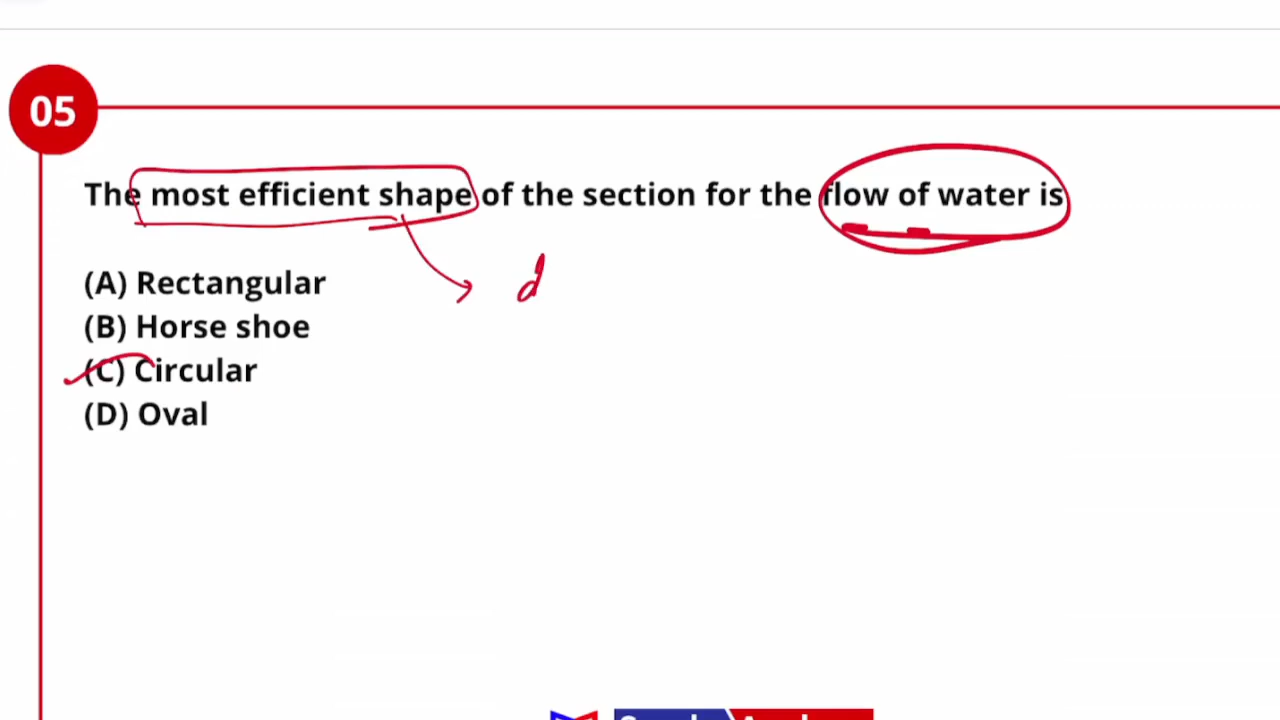 05
The most efficient shape of the section for the flow of water is
d
(A) Rectangular
(B) Horse shoe
(C) Circular
(D) Oval